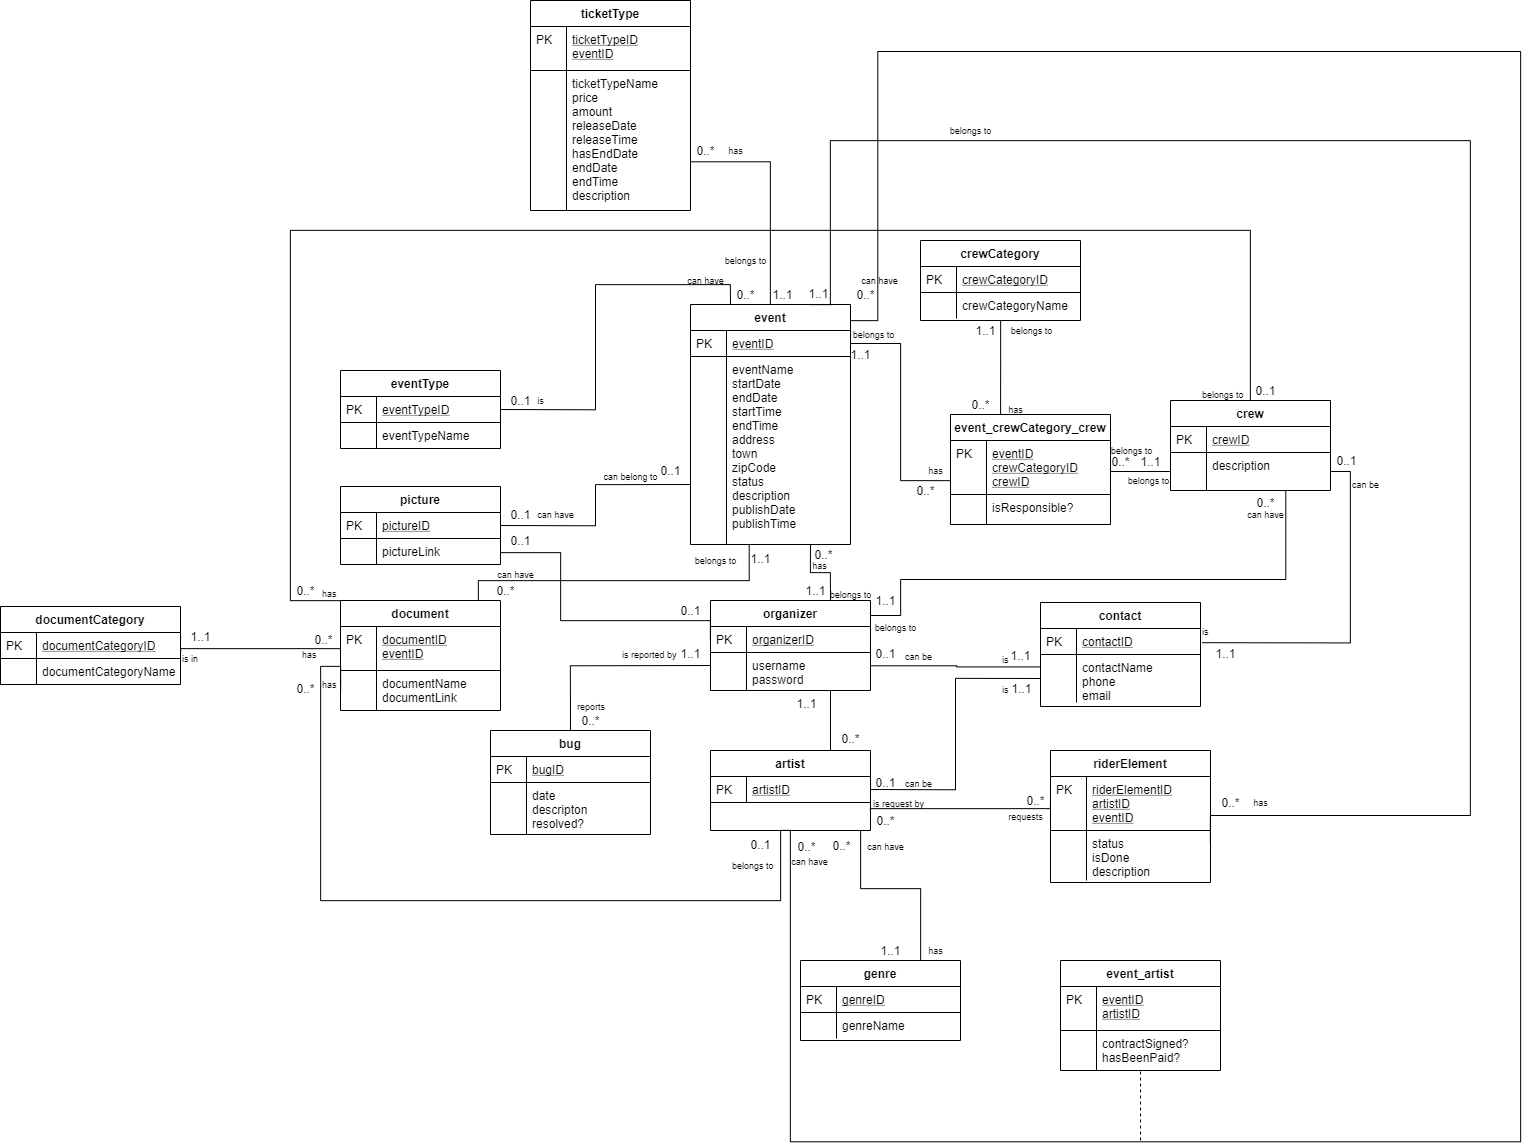 ticketType
PK
ticketTypeID
eventID
ticketTypeName
price
amount
releaseDate
releaseTime
hasEndDate
endDate
endTime
description
0..* has
belongs to
belongs to
can have
0..*
1..1
1..1
can have
0..*
crewCategory
PK crewCategoryID
crewCategoryName
1..1 belongs to
event
PK eventID
eventName
startDate
endDate
startTime
endTime
address
town
zipCode
status
description
publishDate
publishTime
belongs to
1..1
eventType
PK eventTypeID
eventTypeName
0..1 is
0..* has
event_crewCategory_crew
PK
eventID
crewCategoryID
crewID
isResponsible?
has
0..*
belongs to
0..* 1..1
belongs to
belongs to
0..1
crew
PK crewID
description
0..1
can be
0..*
can have
can belong to 0..1
picture
PK pictureID
pictureLink
0..1 can have
0..1
belongs to 1..1
0..*
has
can have
0..*
0..* has
document
PK
documentID
eventID
documentName
documentLink
documentCategory
PK documentCategoryID
documentCategoryName
1..1
is in
0..*
has
0..* has
1..1 belongs to
1..1
belongs to
0..1
organizer
PK organizerID
username
password
is reported by 1..1
0..1 can be
is 1..1
is 1..1
contact
PK contactID
contactName
phone
email
is
1..1
reports
0..*
bug
PK bugID
date
descripton
resolved?
1..1
0..*
artist
PK artistID
0..1 can be
is request by
0..*
0..*
requests
riderElement
PK
riderElementID
artistID
eventID
status
isDone
description
0..* has
0..1
belongs to
0..*
can have
0..* can have
1..1 has
genre
PK genreID
genreName
event_artist
PK
eventID
artistID
contractSigned?
hasBeenPaid?